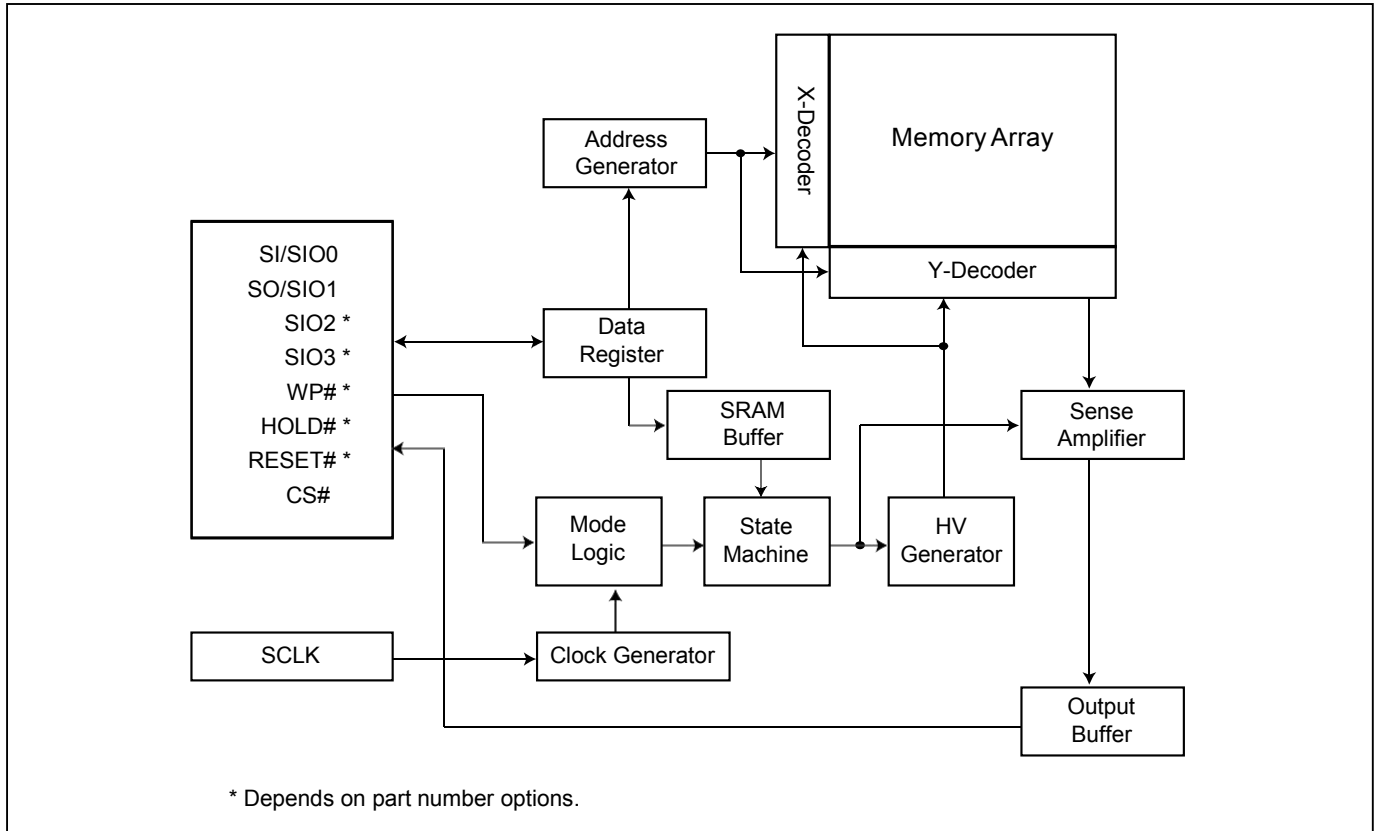 X-Decoder
Memory Array
Address
Generator
Y-Decoder
SI/SIO0
SO/SIO1
SIO2 *
SIO3 *
WP# *
HOLD# *
RESET# *
CS#
Data
Register
SRAM
Buffer
Sense
Amplifier
Mode
Logic
State
Machine
HV
Generator
SCLK
Clock Generator
Output
Buffer
* Depends on part number options.